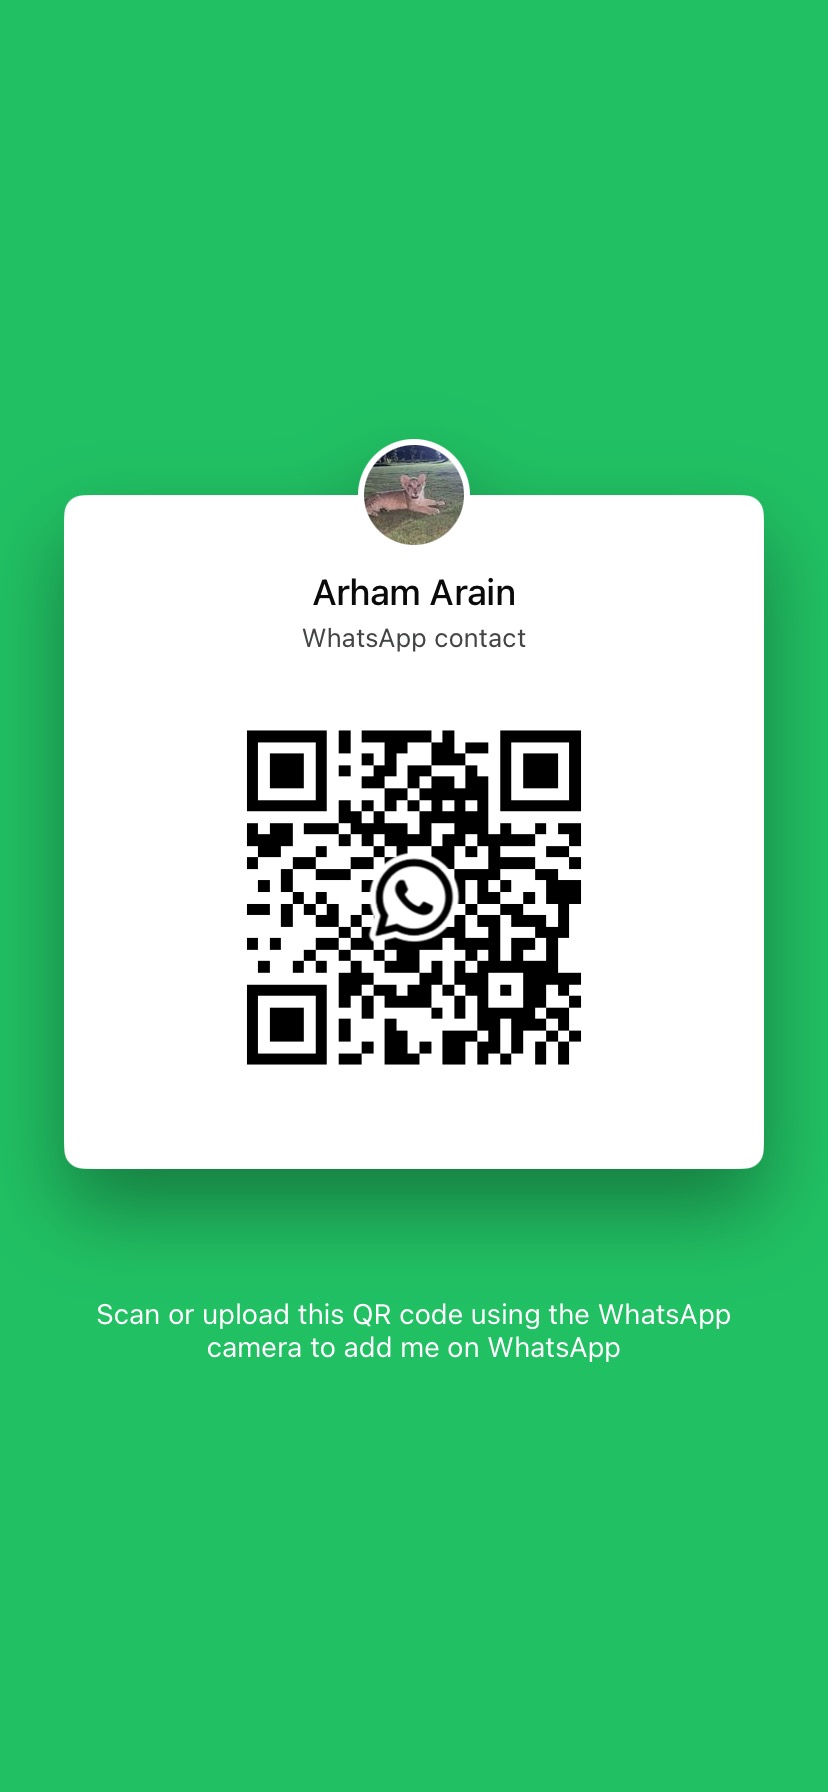 Arham Arain
WhatsApp contact
Scan or upload this QR code using the WhatsApp
camera to add me on WhatsApp